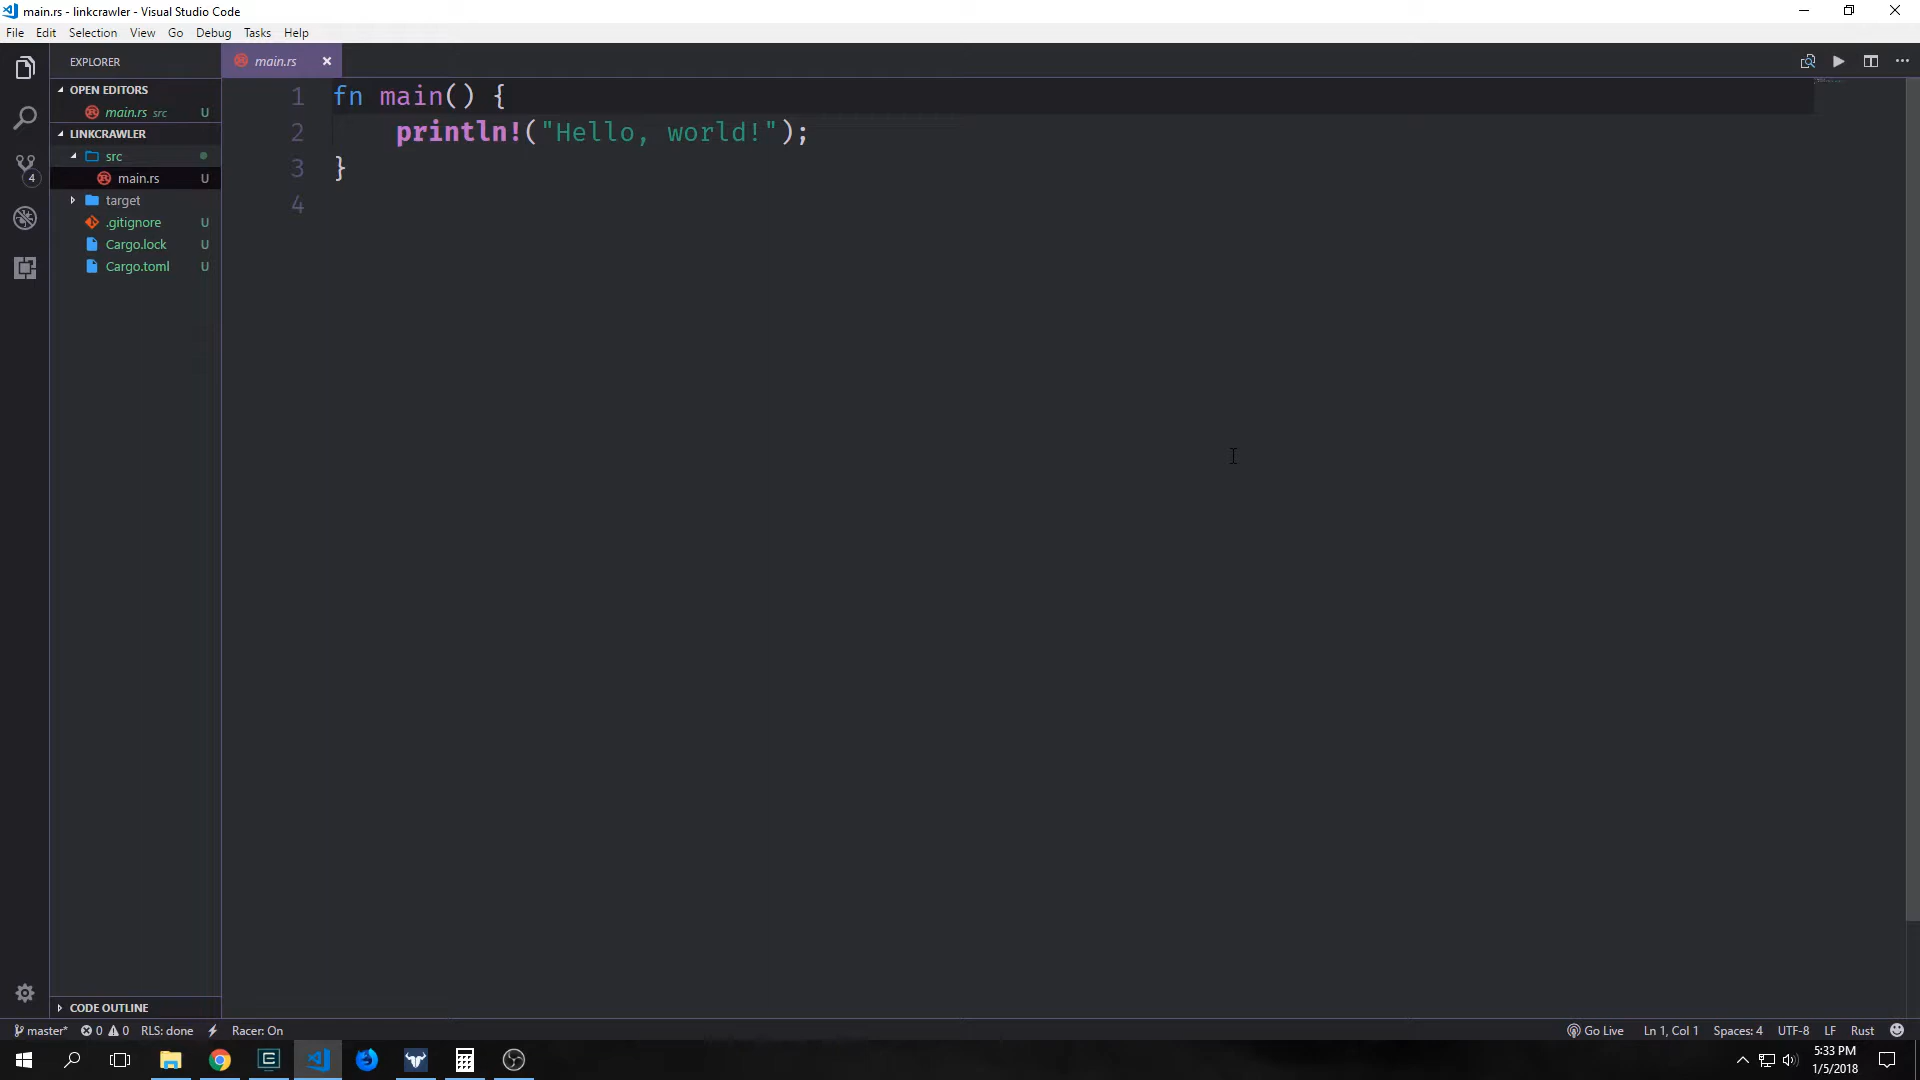 main.rs - linkcrawler - Visual Studio Code
File Edit Selection View Go Debug Tasks Help
EXPLORER
OPEN EDITORS
main.rs src U
LINKCRAWLER
src
main.rs U
target
.gitignore U
Cargo.lock U
Cargo.toml U
CODE OUTLINE
4
main.rs
1 fn main() {
2 println!("Hello, world!");
3 }
4
master* 0 0 RLS: done Racer: On Go Live Ln 1, Col 1 Spaces: 4 UTF-8 LF Rust
5:33 PM
1/5/2018